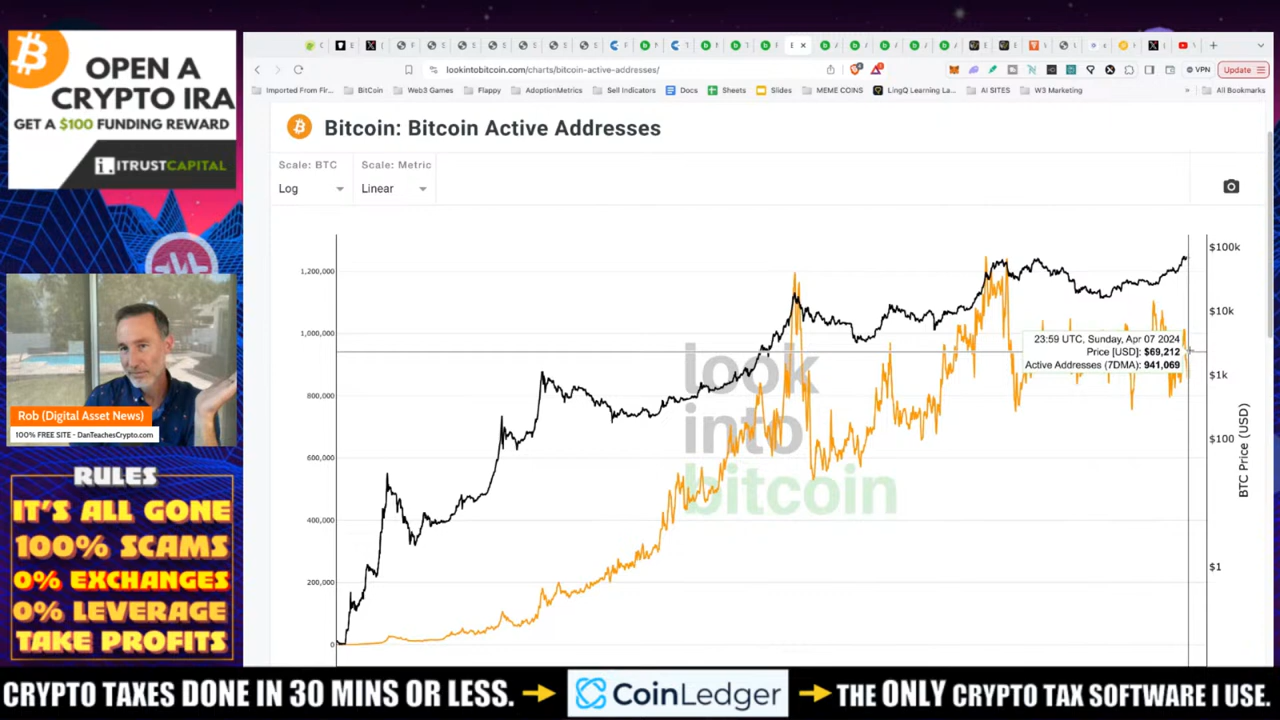 OPEN A
CRYPTO IRA
GET A $100 FUNDING REWARD
ITRUSTCAPITAL
lookintobitcoin.com/charts/bitcoin-active-addresses/
VPN
Update
Imported From Fir...
BitCoin
Web3 Games
Flappy
AdoptionMetrics
Sell Indicators
Docs
Sheets
Slides
MEME COINS
LingQ Learning La...
AI SITES
W3 Marketing
»
All Bookmarks
Bitcoin: Bitcoin Active Addresses
Scale: BTC
Scale: Metric
Log
Linear
1,200,000
1,000,000
800,000
600,000
400,000
200,000
0
$100k
$10k
$1k
$100
$1
BTC Price (USD)
look
into
bitcoin
23:59 UTC, Sunday, Apr 07 2024
Price [USD]: $69,212
Active Addresses (7DMA): 941,069
Rob (Digital Asset News)
100% FREE SITE - DanTeachesCrypto.com
RULES
IT'S ALL GONE
100% SCAMS
0% EXCHANGES
0% LEVERAGE
TAKE PROFITS
CRYPTO TAXES DONE IN 30 MINS OR LESS.
CoinLedger
THE ONLY CRYPTO TAX SOFTWARE I USE.